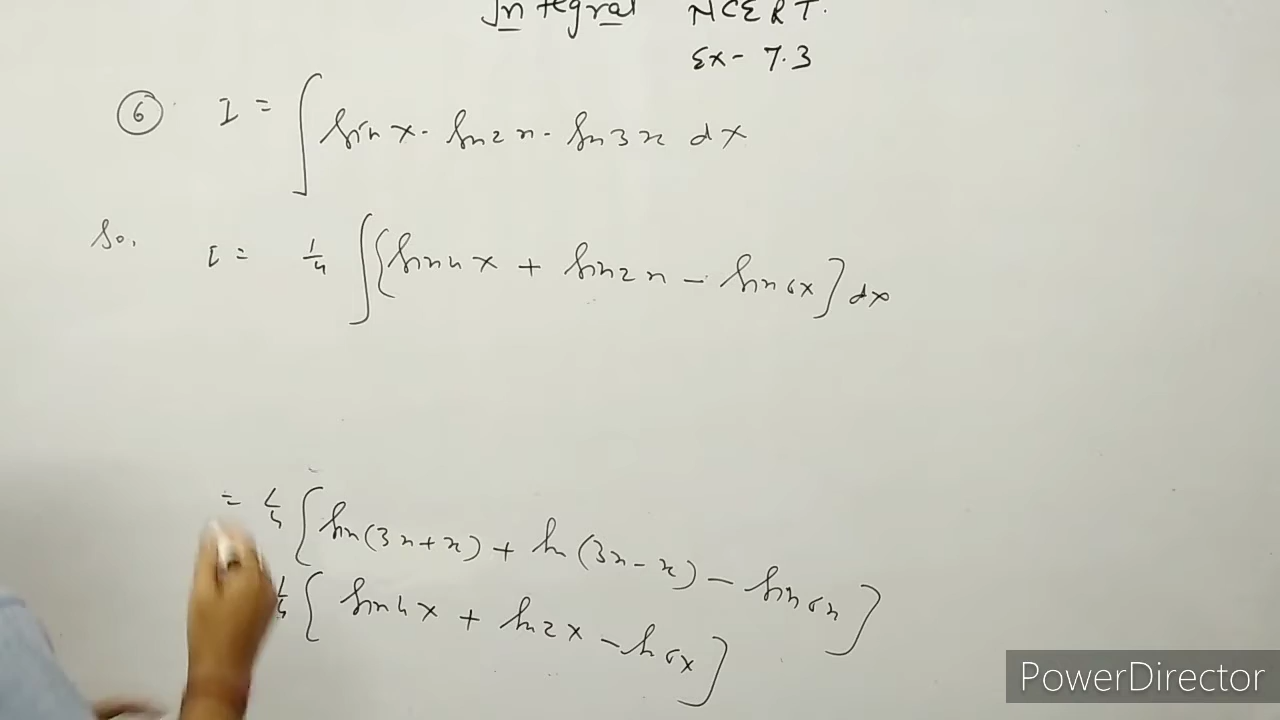 Integral NCERT.
Ex- 7.3
⑥ I = ∫ sin x · sin 2x · sin 3x dx
So, I = 1/4 ∫ { sin 4x + sin 2x - sin 6x } dx
= 1/4 [ sin (3x + x) + sin (3x - x) - sin 6x ]
1/4 [ sin 4x + sin 2x - sin 6x ]
PowerDirector